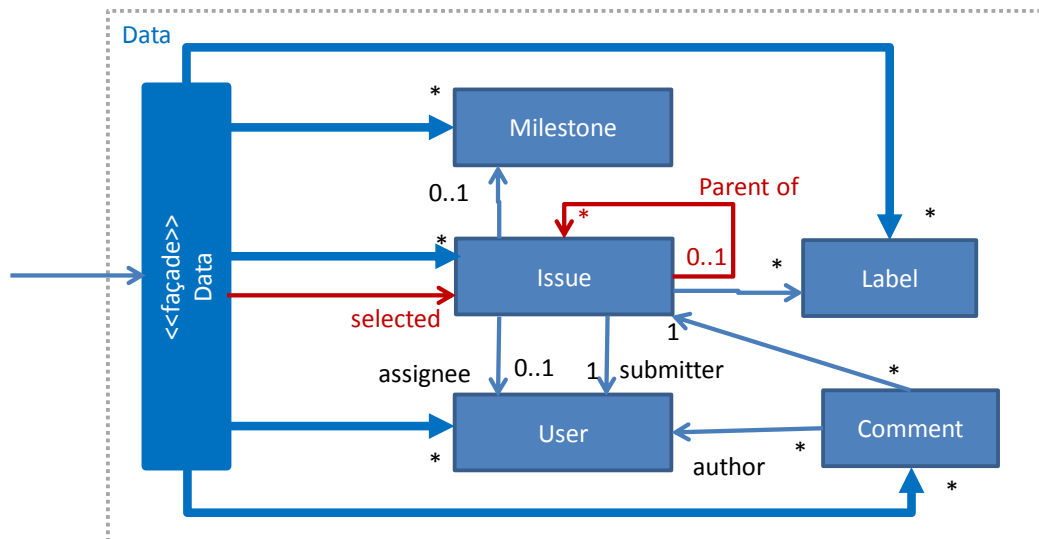 Data
*
Milestone
<<façade>>
Data
0..1
Parent of
*
*
*
Issue
0..1
*
Label
selected
1
assignee
0..1
1
submitter
*
User
Comment
*
*
author
*